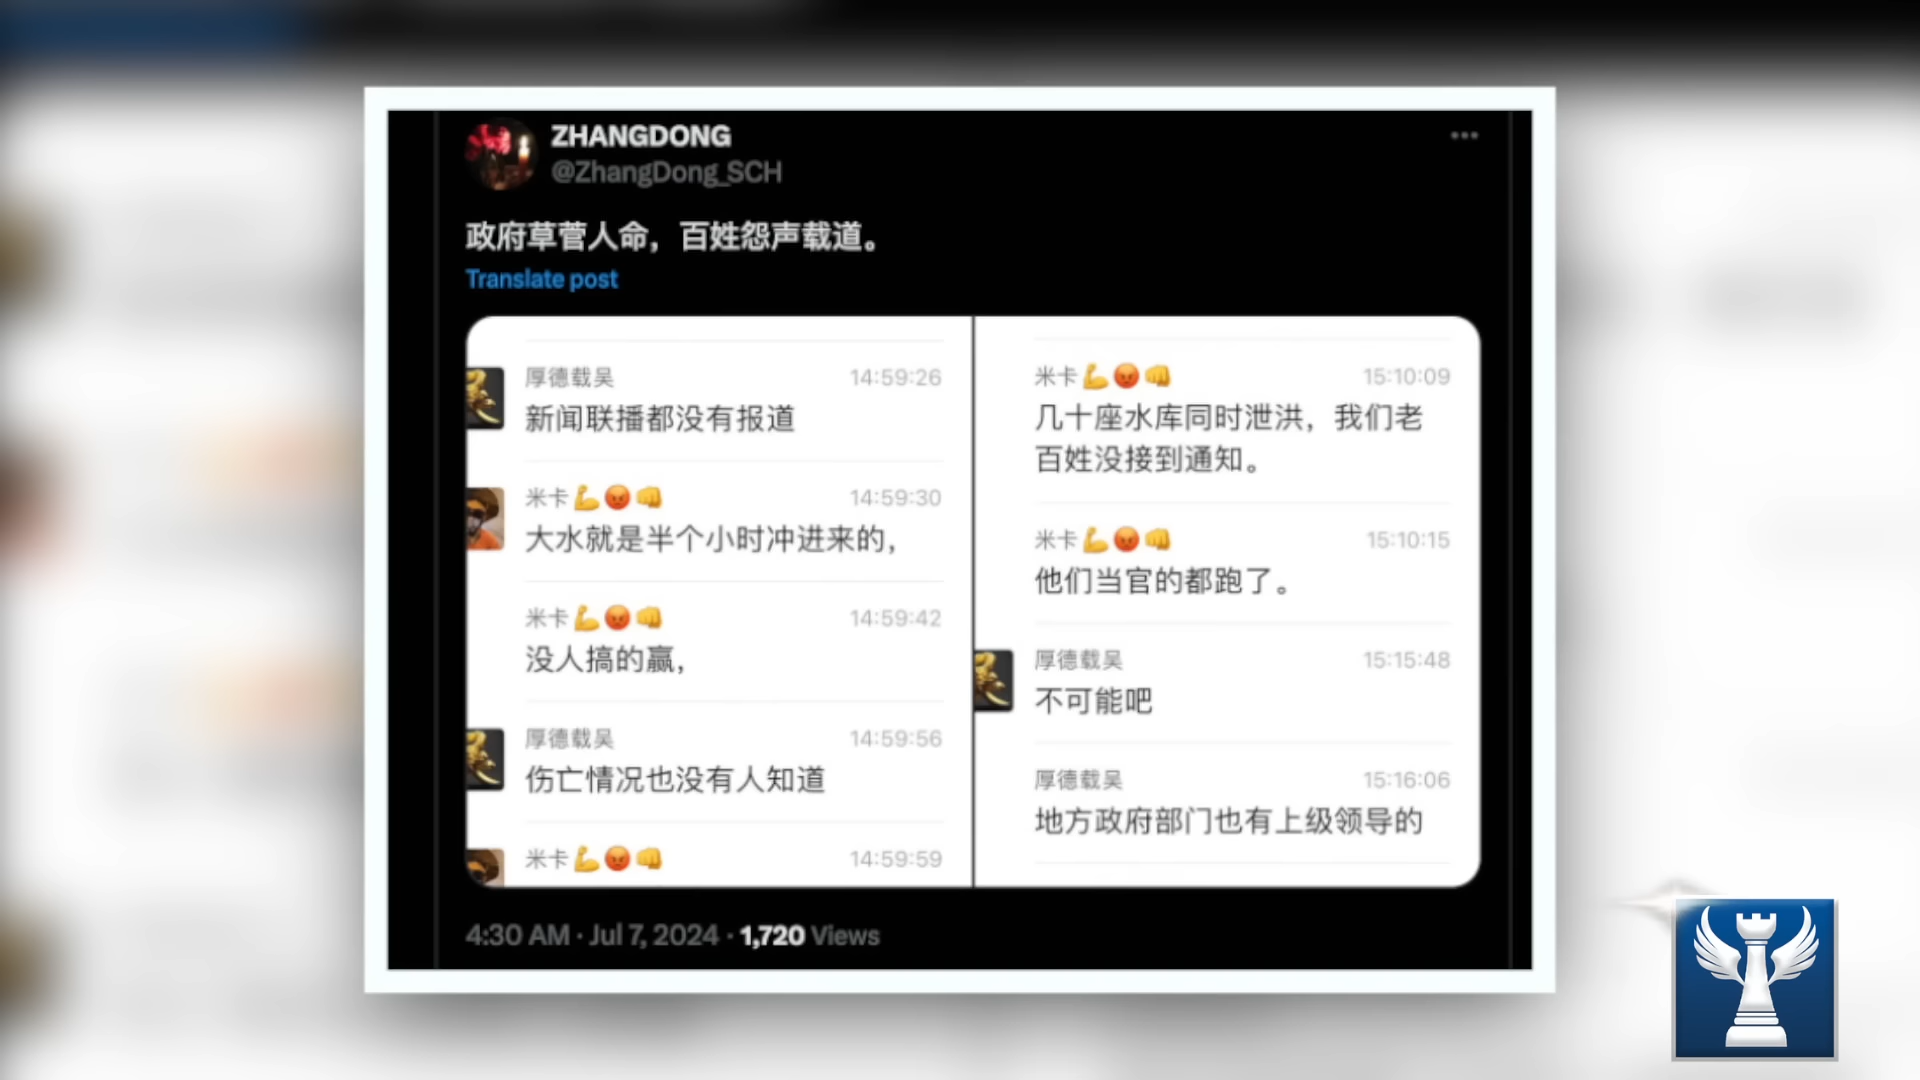 ZHANGDONG
@ZhangDong_SCH
政府草菅人命，百姓怨声载道。
Translate post
厚德载吴 14:59:26
新闻联播都没有报道
米卡💪😡👊 14:59:30
大水就是半个小时冲进来的，
米卡💪😡👊 14:59:42
没人搞的赢，
厚德载吴 14:59:56
伤亡情况也没有人知道
米卡💪😡👊 14:59:59
米卡💪😡👊 15:10:09
几十座水库同时泄洪，我们老
百姓没接到通知。
米卡💪😡👊 15:10:15
他们当官的都跑了。
厚德载吴 15:15:48
不可能吧
厚德载吴 15:16:06
地方政府部门也有上级领导的
4:30 AM · Jul 7, 2024 · 1,720 Views